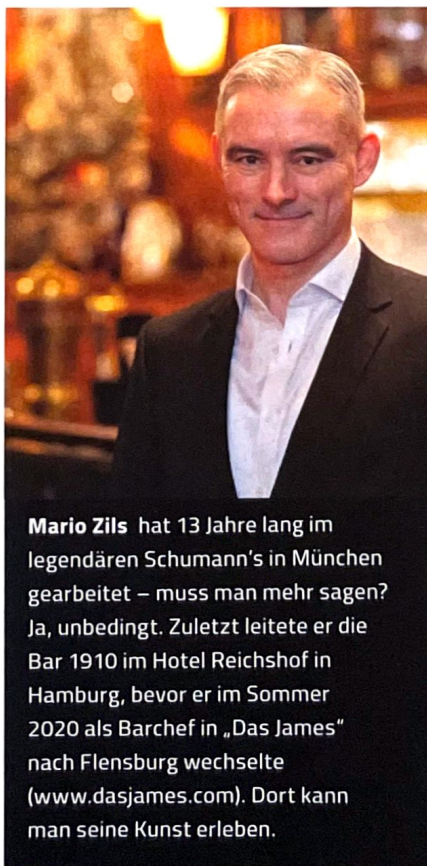 Mario Zils hat 13 Jahre lang im
legendären Schumann's in München
gearbeitet – muss man mehr sagen?
Ja, unbedingt. Zuletzt leitete er die
Bar 1910 im Hotel Reichshof in
Hamburg, bevor er im Sommer
2020 als Barchef in „Das James“
nach Flensburg wechselte
(www.dasjames.com). Dort kann
man seine Kunst erleben.